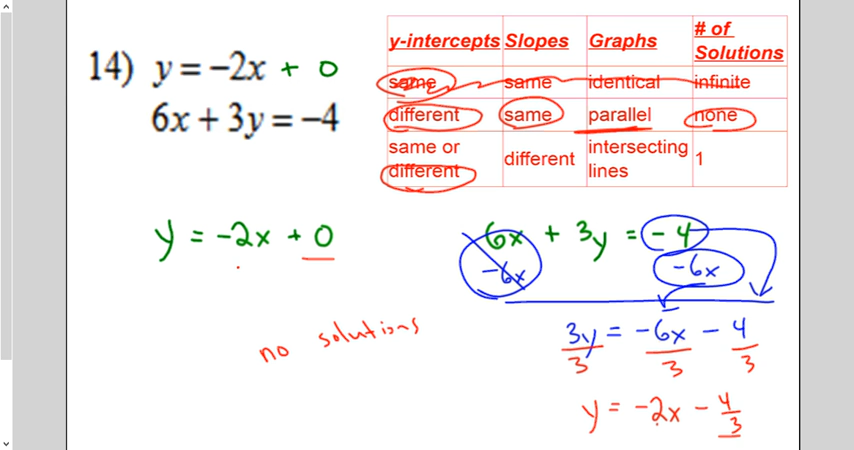 14) y = -2x + 0
6x + 3y = -4
y-intercepts Slopes Graphs # of Solutions
same same identical infinite
different same parallel none
same or different different intersecting lines 1
y = -2x + 0
6x + 3y = -4
-6x -6x
3y = -6x - 4
3 3 3
y = -2x - 4/3
no solutions